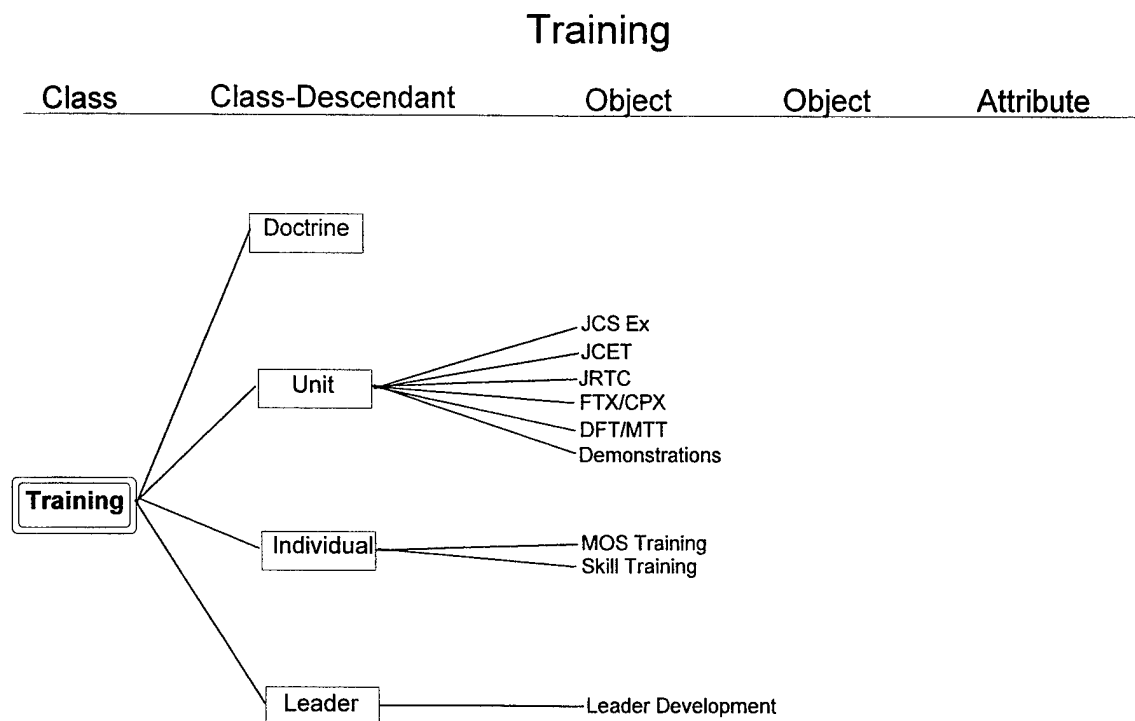 Training
Class Class-Descendant Object Object Attribute
Doctrine
JCS Ex
JCET
Unit
JRTC
FTX/CPX
DFT/MTT
Demonstrations
Training
Individual
MOS Training
Skill Training
Leader
Leader Development